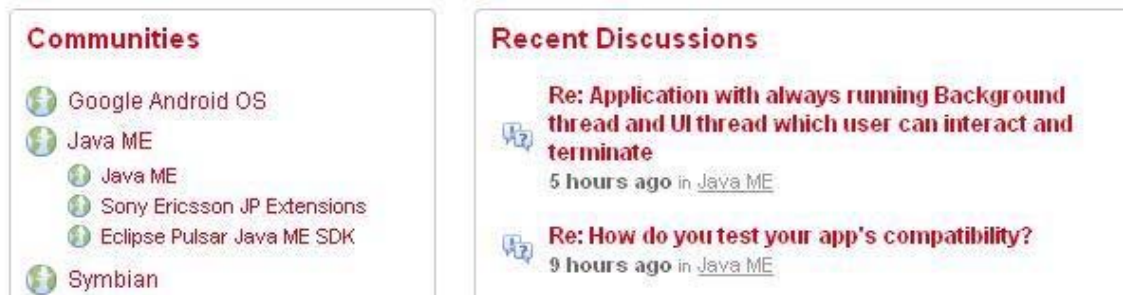 Communities
Google Android OS
Java ME
Java ME
Sony Ericsson JP Extensions
Eclipse Pulsar Java ME SDK
Symbian
Recent Discussions
Re: Application with always running Background
thread and UI thread which user can interact and
terminate
5 hours ago in Java ME
Re: How do you test your app's compatibility?
9 hours ago in Java ME